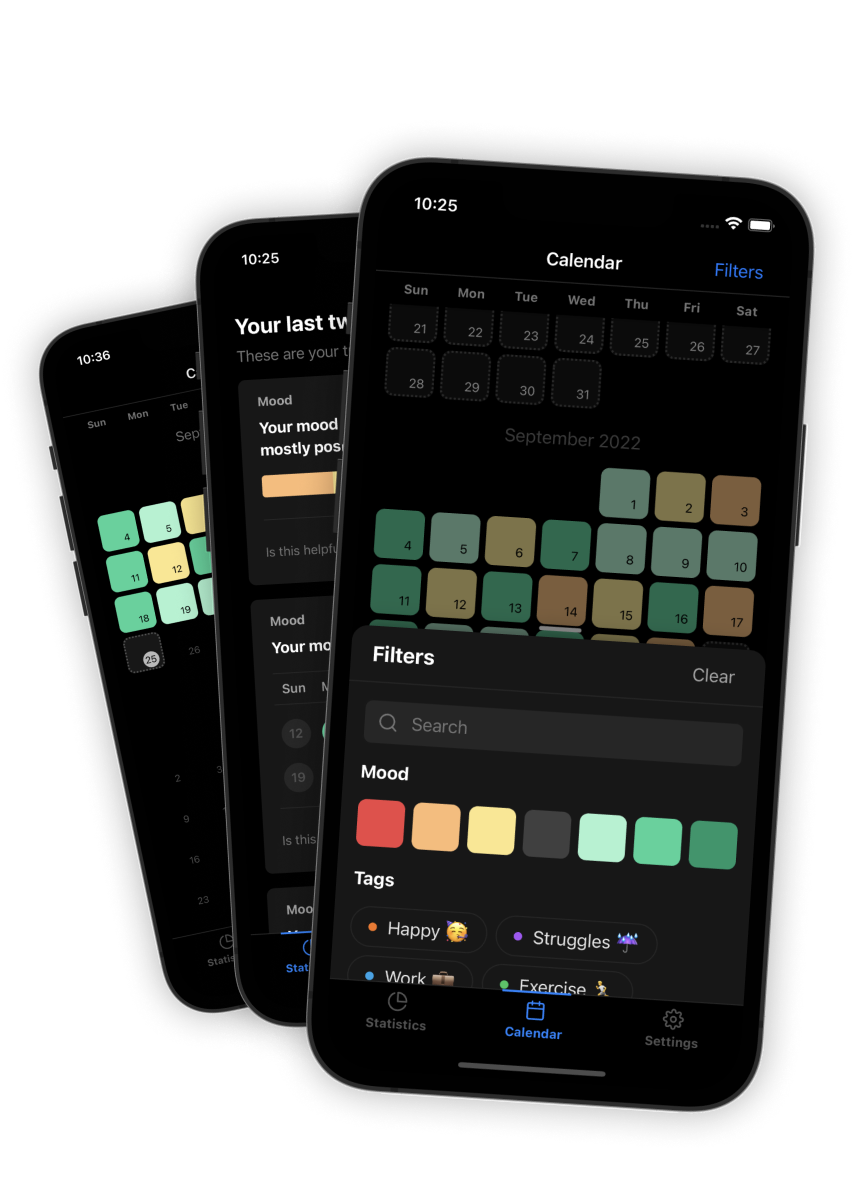 10:36
Sun Mon Tue
4 5
11 12
18 19
25 26
2
9
16
23
10:25
Your last tw
These are your t
Mood
Your mood
mostly pos
Is this helpfu
Mood
Your mo
Sun M
12
19
Is this
Moo
Stat
10:25
Calendar Filters
Sun Mon Tue Wed Thu Fri Sat
21 22 23 24 25 26 27
28 29 30 31
September 2022
1 2 3
4 5 6 7 8 9 10
11 12 13 14 15 16 17
Filters Clear
Search
Mood
Tags
Happy 🥳 Struggles ☔
Work 💼 Exercise 🏃
Statistics Calendar Settings